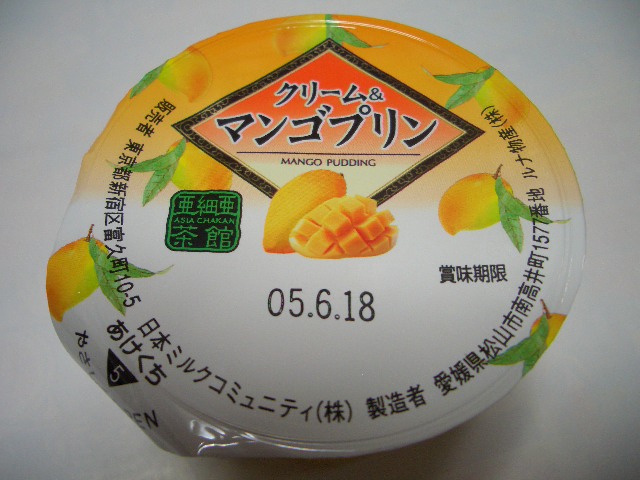 クリーム&
マンゴプリン
MANGO PUDDING
亜細亜
ASIA CHAKAN
茶館
賞味期限
05.6.18
販売者 東京都新宿区富久町10-5 日本ミルクコミュニティ(株) 製造者 愛媛県松山市南高井町1577番地 ルナ物産(株)
あけくち
5